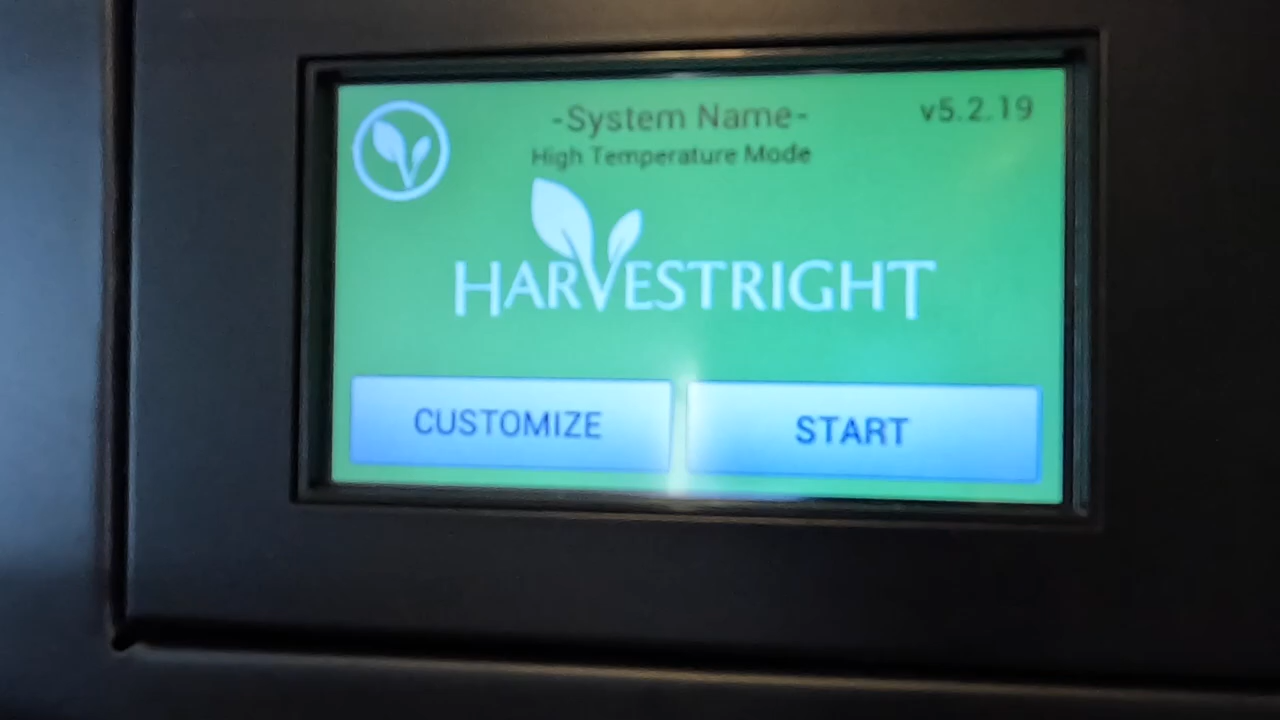 -System Name-
v5.2.19
High Temperature Mode
HARVESTRIGHT
CUSTOMIZE
START